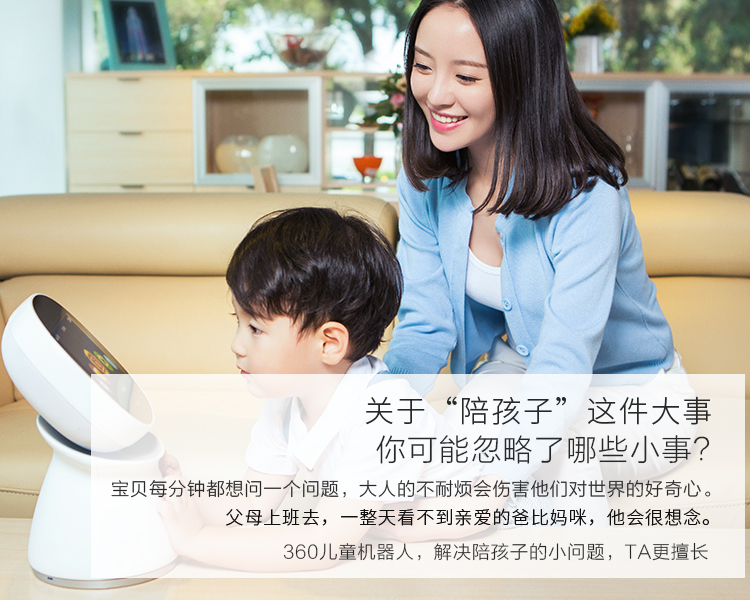 关于“陪孩子”这件大事
你可能忽略了哪些小事？
宝贝每分钟都想问一个问题，大人的不耐烦会伤害他们对世界的好奇心。
父母上班去，一整天看不到亲爱的爸比妈咪，他会很想念。
360儿童机器人，解决陪孩子的小问题，TA更擅长